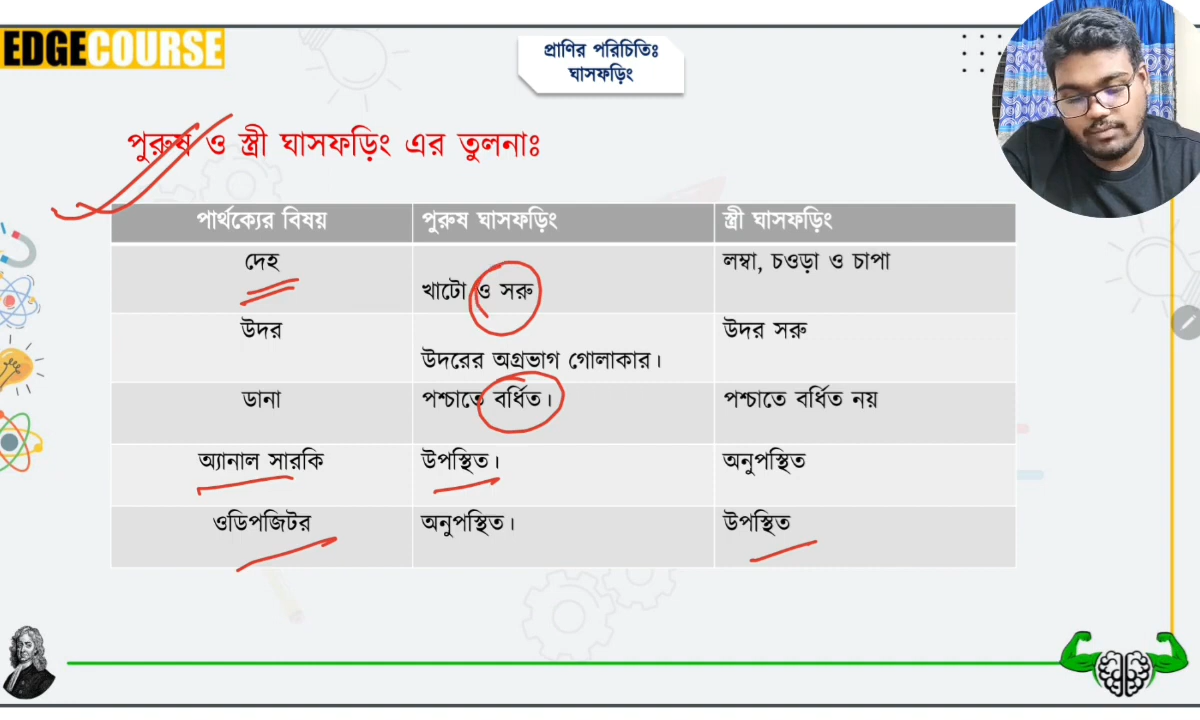 EDGECOURSE
প্রাণির পরিচিতিঃ
ঘাসফড়িং
পুরুষ ও স্ত্রী ঘাসফড়িং এর তুলনাঃ
পার্থক্যের বিষয় পুরুষ ঘাসফড়িং স্ত্রী ঘাসফড়িং
দেহ খাটো ও সরু লম্বা, চওড়া ও চাপা
উদর উদরের অগ্রভাগ গোলাকার। উদর সরু
ডানা পশ্চাতে বর্ধিত। পশ্চাতে বর্ধিত নয়
অ্যানাল সারকি উপস্থিত। অনুপস্থিত
ওডিপজিটর অনুপস্থিত। উপস্থিত